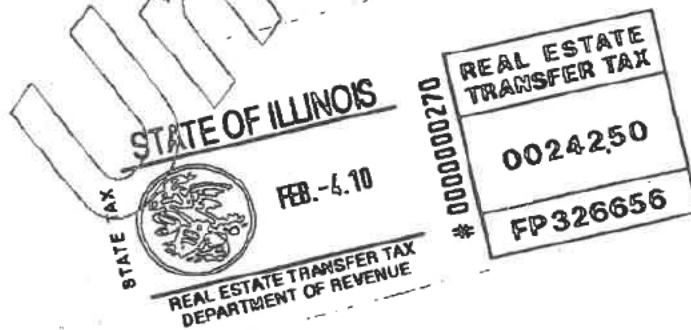 STATE OF ILLINOIS
STATE TAX
FEB.-4.10
REAL ESTATE TRANSFER TAX
DEPARTMENT OF REVENUE
# 0000000270
REAL ESTATE
TRANSFER TAX
0024250
FP326656